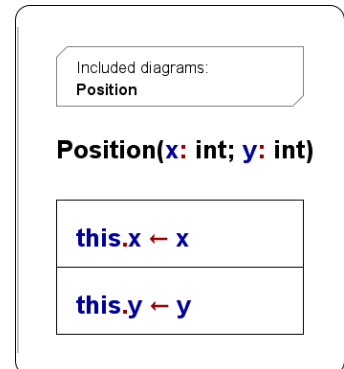 Included diagrams:
Position
Position(x: int; y: int)
this.x ← x
this.y ← y